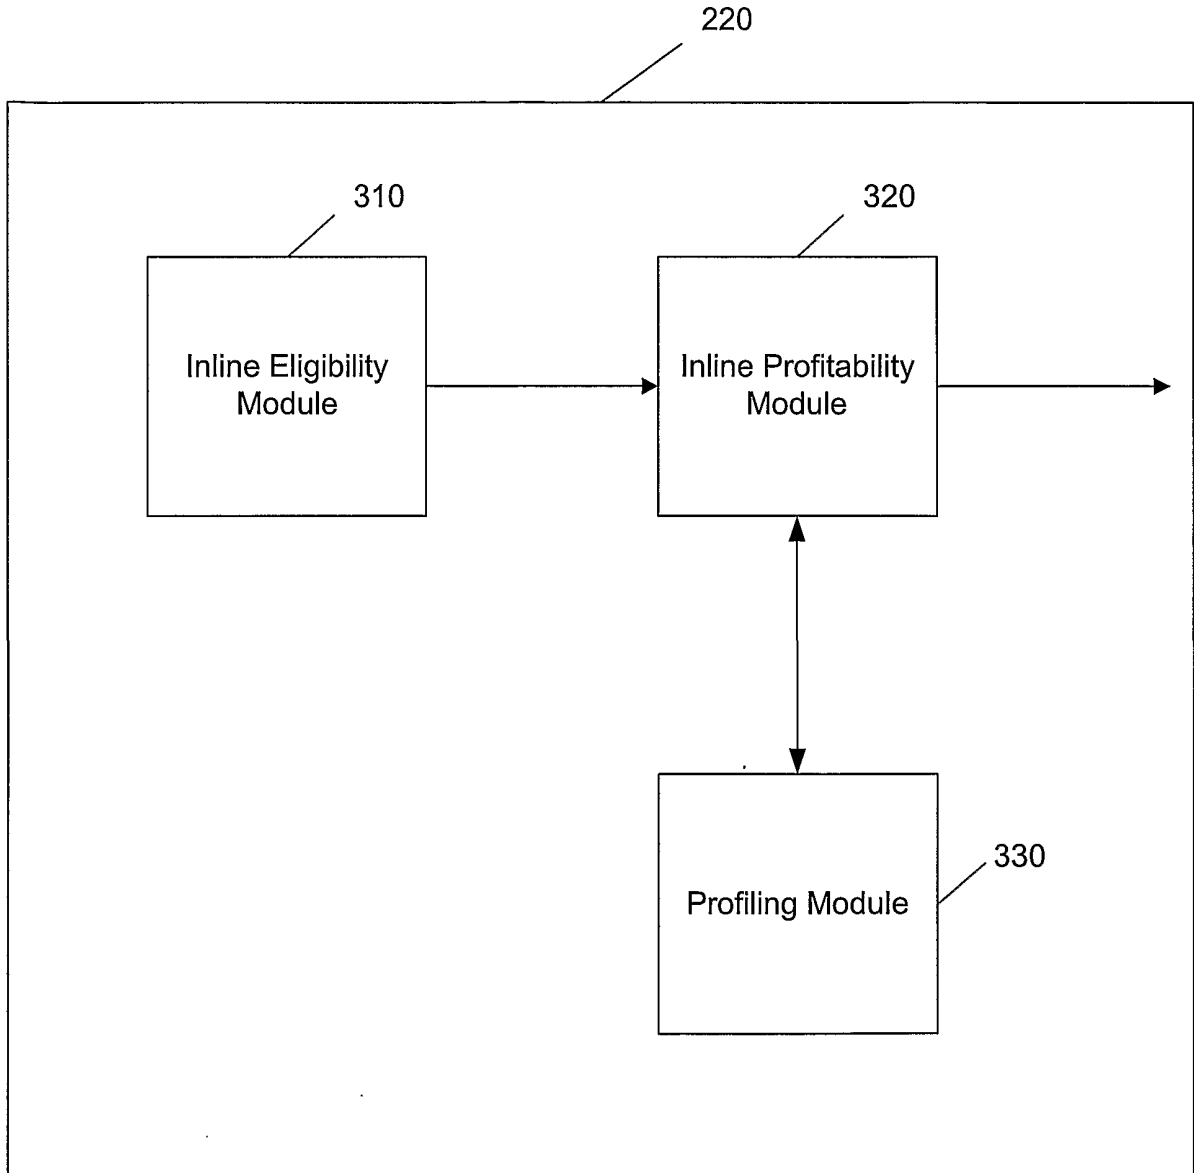 220
310
320
Inline Eligibility
Module
Inline Profitability
Module
330
Profiling Module